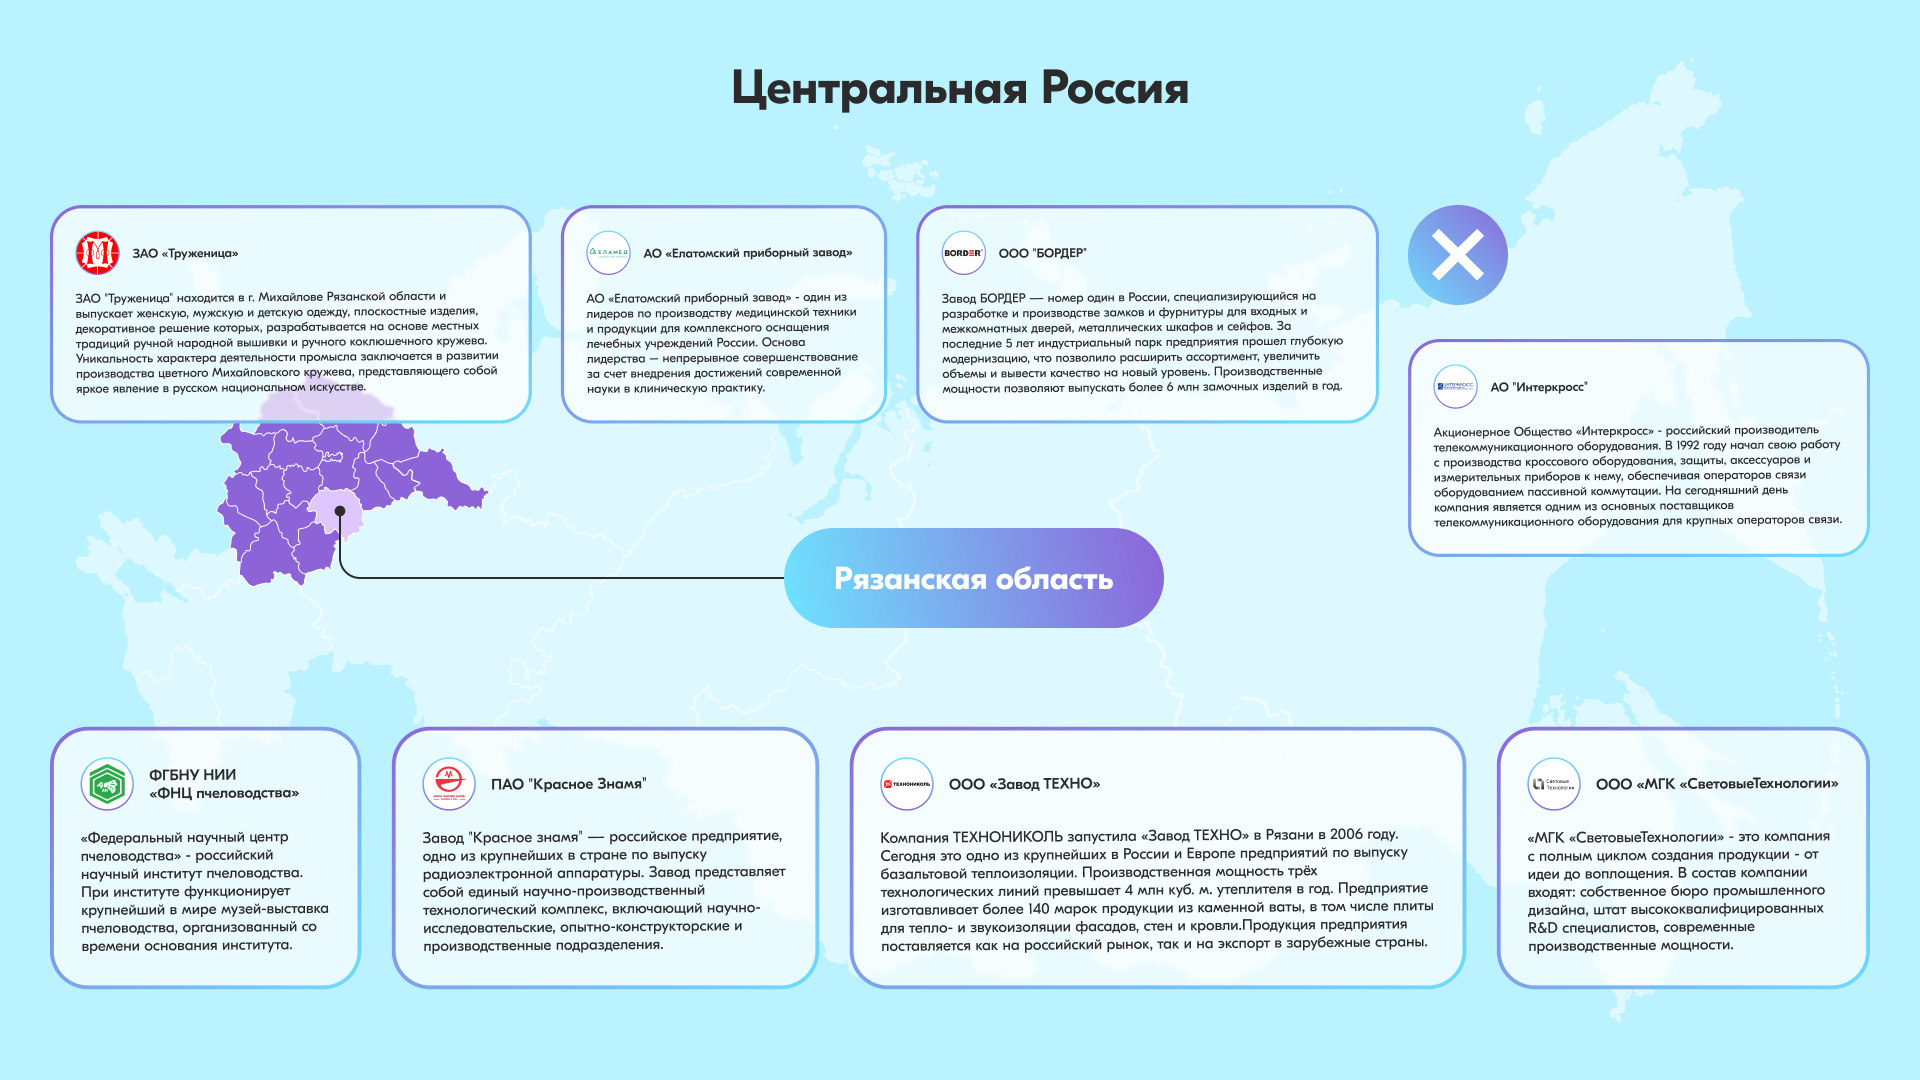 Центральная Россия
ЗАО «Труженица»
ЗАО "Труженица" находится в г. Михайлове Рязанской области и
выпускает женскую, мужскую и детскую одежду, плоскостные изделия,
декоративное решение которых, разрабатывается на основе местных
традиций ручной народной вышивки и ручного коклюшечного кружева.
Уникальность характера деятельности промысла заключается в развитии
производства цветного Михайловского кружева, представляющего собой
яркое явление в русском национальном искусстве.
ЕЛАМЕД
АО «Елатомский приборный завод»
АО «Елатомский приборный завод» - один из
лидеров по производству медицинской техники
и продукции для комплексного оснащения
лечебных учреждений России. Основа
лидерства – непрерывное совершенствование
за счет внедрения достижений современной
науки в клиническую практику.
BORDER
ООО "БОРДЕР"
Завод БОРДЕР — номер один в России, специализирующийся на
разработке и производстве замков и фурнитуры для входных и
межкомнатных дверей, металлических шкафов и сейфов. За
последние 5 лет индустриальный парк предприятия прошел глубокую
модернизацию, что позволило расширить ассортимент, увеличить
объемы и вывести качество на новый уровень. Производственные
мощности позволяют выпускать более 6 млн замочных изделий в год.
ИНТЕРКРОСС
АО "Интеркросс"
Акционерное Общество «Интеркросс» - российский производитель
телекоммуникационного оборудования. В 1992 году начал свою работу
с производства кроссового оборудования, защиты, аксессуаров и
измерительных приборов к нему, обеспечивая операторов связи
оборудованием пассивной коммутации. На сегодняшний день
компания является одним из основных поставщиков
телекоммуникационного оборудования для крупных операторов связи.
Рязанская область
ФГБНУ НИИ
«ФНЦ пчеловодства»
«Федеральный научный центр
пчеловодства» - российский
научный институт пчеловодства.
При институте функционирует
крупнейший в мире музей-выставка
пчеловодства, организованный со
времени основания института.
ПАО "Красное Знамя"
Завод "Красное знамя" — российское предприятие,
одно из крупнейших в стране по выпуску
радиоэлектронной аппаратуры. Завод представляет
собой единый научно-производственный
технологический комплекс, включающий научно-
исследовательские, опытно-конструкторские и
производственные подразделения.
ТЕХНОНИКОЛЬ
ООО «Завод ТЕХНО»
Компания ТЕХНОНИКОЛЬ запустила «Завод ТЕХНО» в Рязани в 2006 году.
Сегодня это одно из крупнейших в России и Европе предприятий по выпуску
базальтовой теплоизоляции. Производственная мощность трёх
технологических линий превышает 4 млн куб. м. утеплителя в год. Предприятие
изготавливает более 140 марок продукции из каменной ваты, в том числе плиты
для тепло- и звукоизоляции фасадов, стен и кровли.Продукция предприятия
поставляется как на российский рынок, так и на экспорт в зарубежные страны.
Световые
Технологии
ООО «МГК «СветовыеТехнологии»
«МГК «СветовыеТехнологии» - это компания
с полным циклом создания продукции - от
идеи до воплощения. В состав компании
входят: собственное бюро промышленного
дизайна, штат высококвалифицированных
R&D специалистов, современные
производственные мощности.